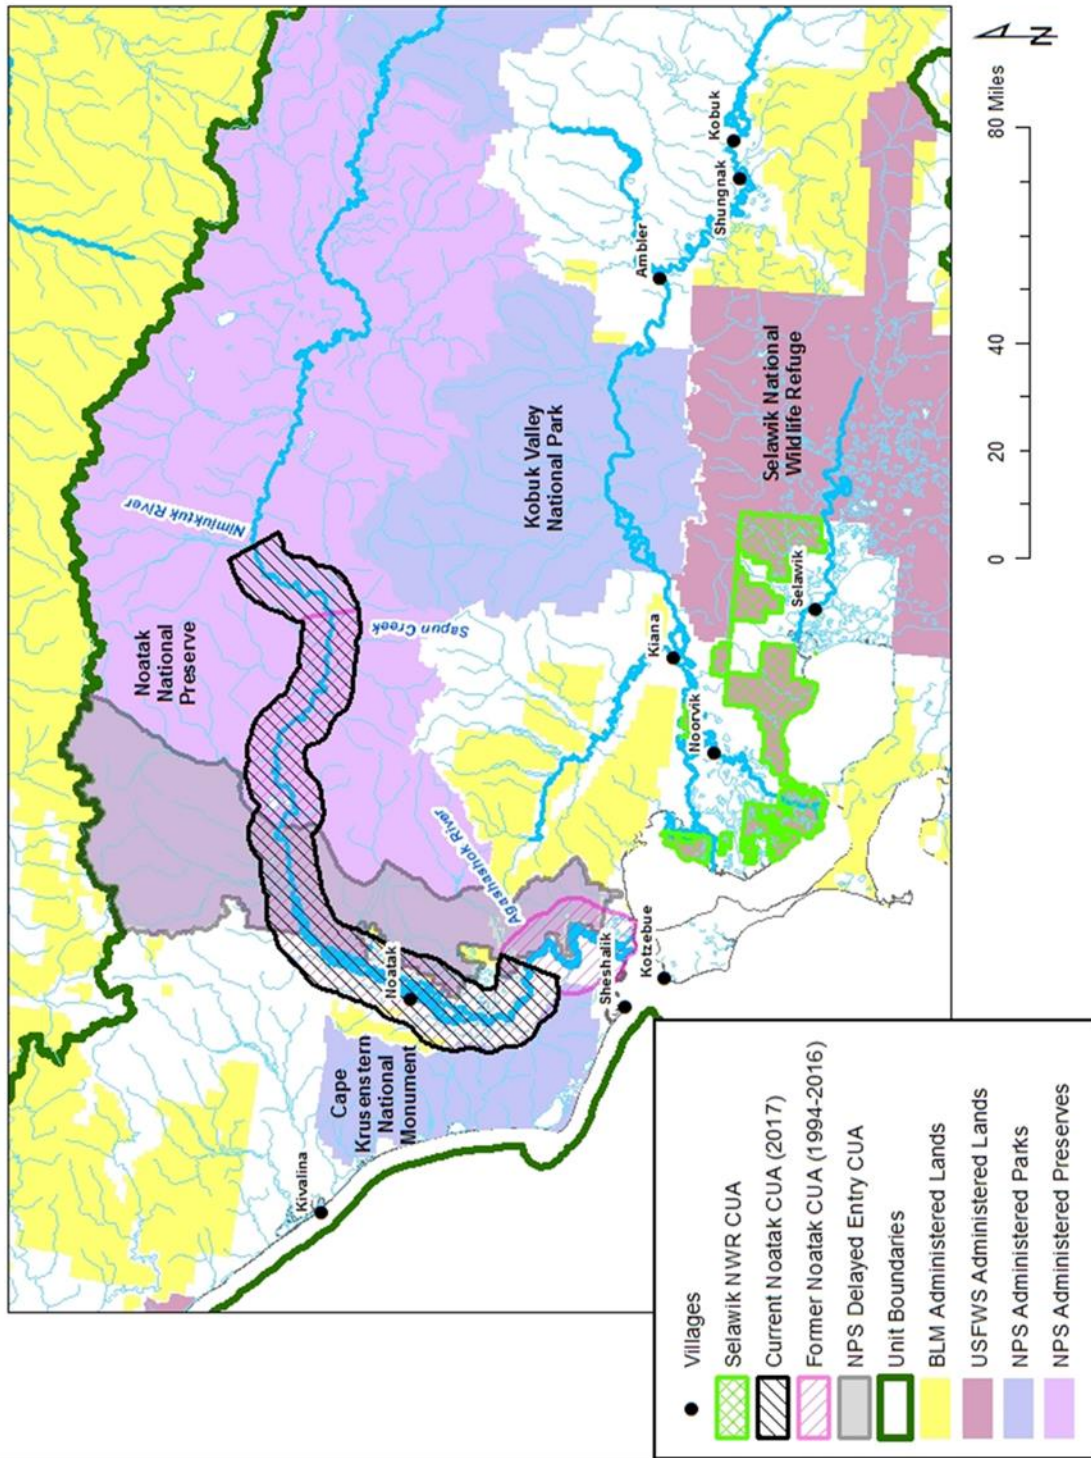 Nimiuktuk River
Noatak
National
Preserve
Sapun Creek
Kobuk Valley
National Park
Ambler
Shungnak
Kobuk
Selawik National
Wildlife Refuge
Kiana
Noorvik
Selawik
Agashashok River
Noatak
Sheshalik
Kotzebue
Cape
Krusenstern
National
Monument
Kivalina
N
0 20 40 80 Miles
Villages
Selawik NWR CUA
Current Noatak CUA (2017)
Former Noatak CUA (1994-2016)
NPS Delayed Entry CUA
Unit Boundaries
BLM Administered Lands
USFWS Administered Lands
NPS Administered Parks
NPS Administered Preserves